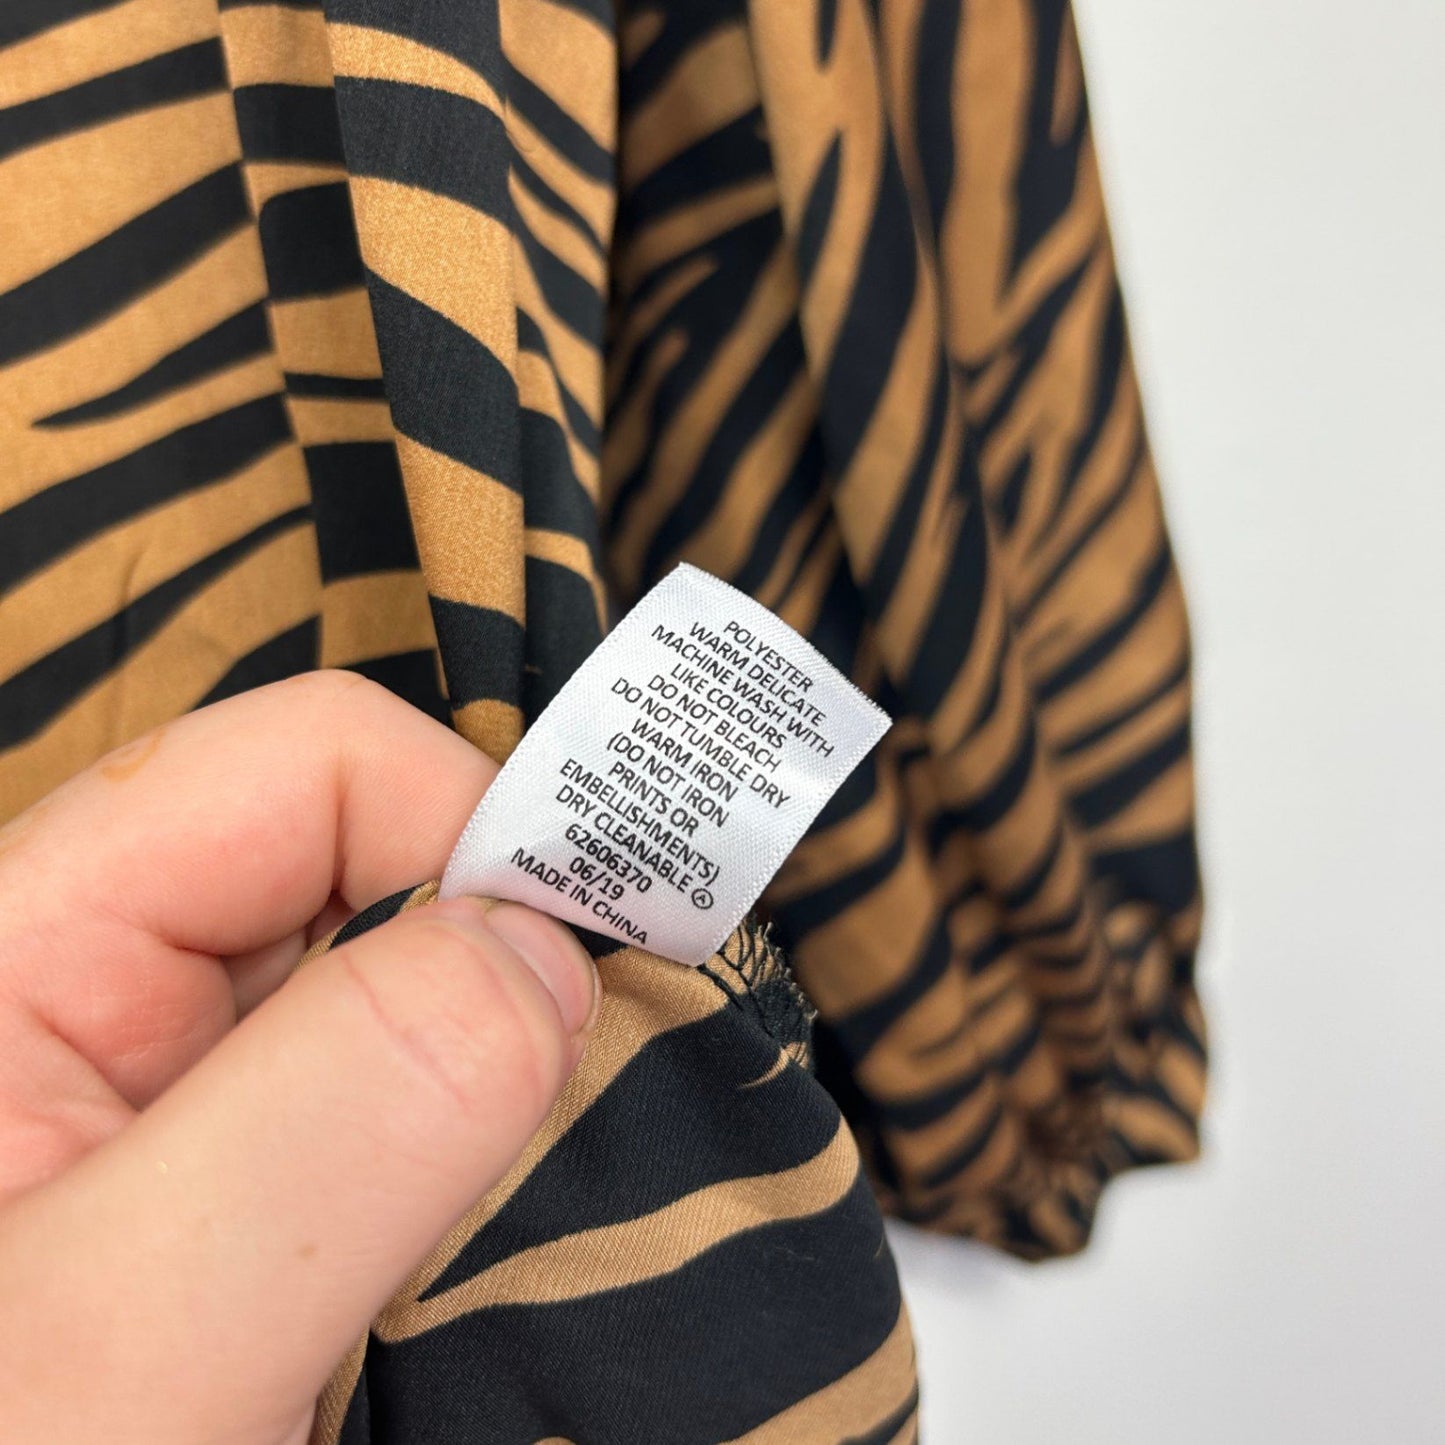 POLYESTER
WARM DELICATE
MACHINE WASH WITH
LIKE COLOURS
DO NOT BLEACH
DO NOT TUMBLE DRY
WARM IRON
(DO NOT IRON
PRINTS OR
EMBELLISHMENTS)
DRY CLEANABLE Ⓐ
62606370
06/19
MADE IN CHINA